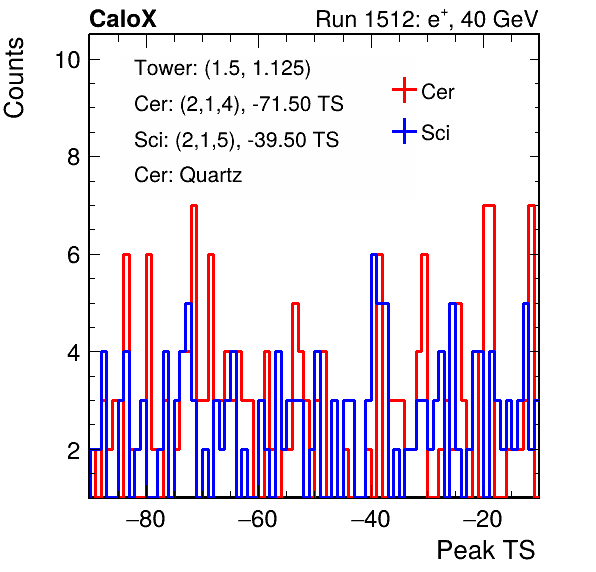 CaloX Run 1512: e⁺, 40 GeV
Counts
Tower: (1.5, 1.125)
Cer: (2,1,4), -71.50 TS
Sci: (2,1,5), -39.50 TS
Cer: Quartz
Cer
Sci
10
8
6
4
2
−80 −60 −40 −20
Peak TS